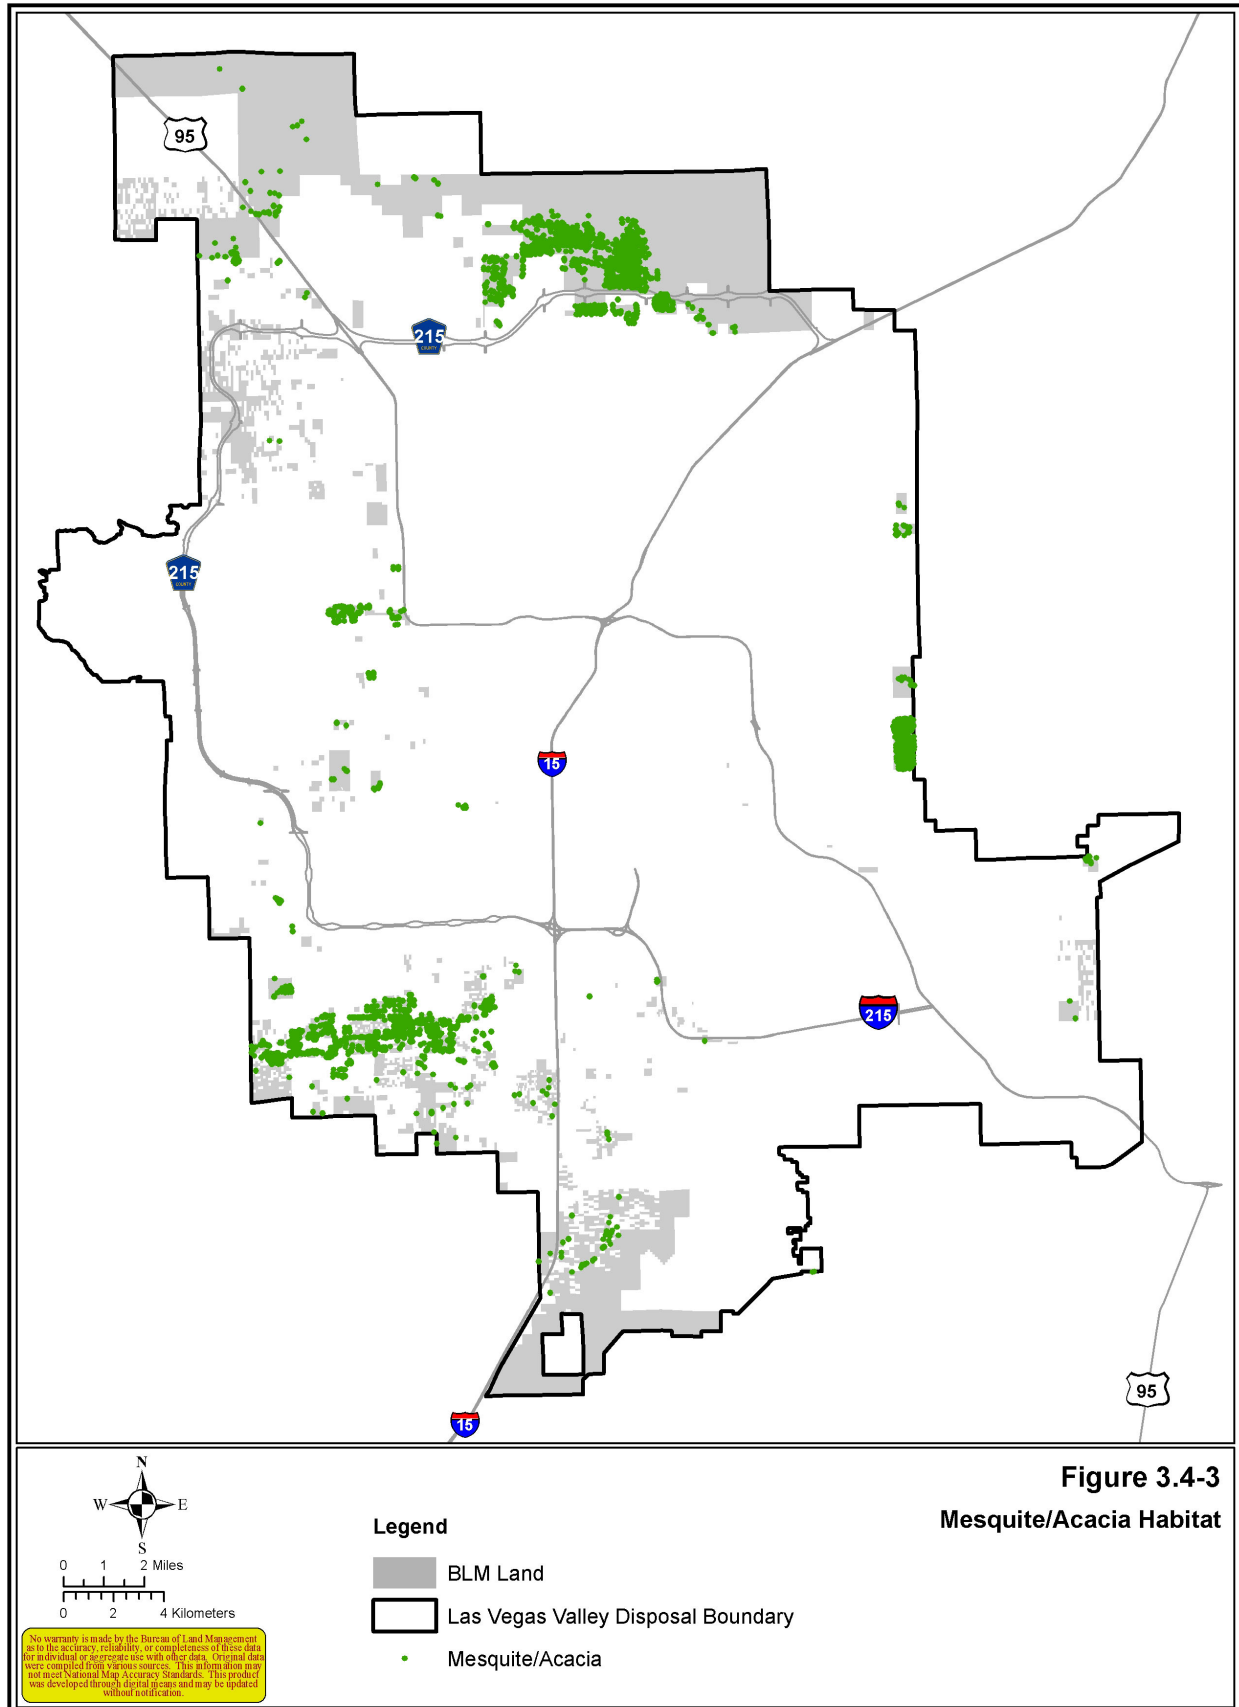 95
215
COUNTY
215
COUNTY
15
215
95
15
Figure 3.4-3
Mesquite/Acacia Habitat
N
W E
S
0 1 2 Miles
0 2 4 Kilometers
Legend
BLM Land
Las Vegas Valley Disposal Boundary
Mesquite/Acacia
No warranty is made by the Bureau of Land Management
as to the accuracy, reliability, or completeness of these data
for individual or aggregate use with other data. Original data
were compiled from various sources. This information may
not meet National Map Accuracy Standards. This product
was developed through digital means and may be updated
without notification.